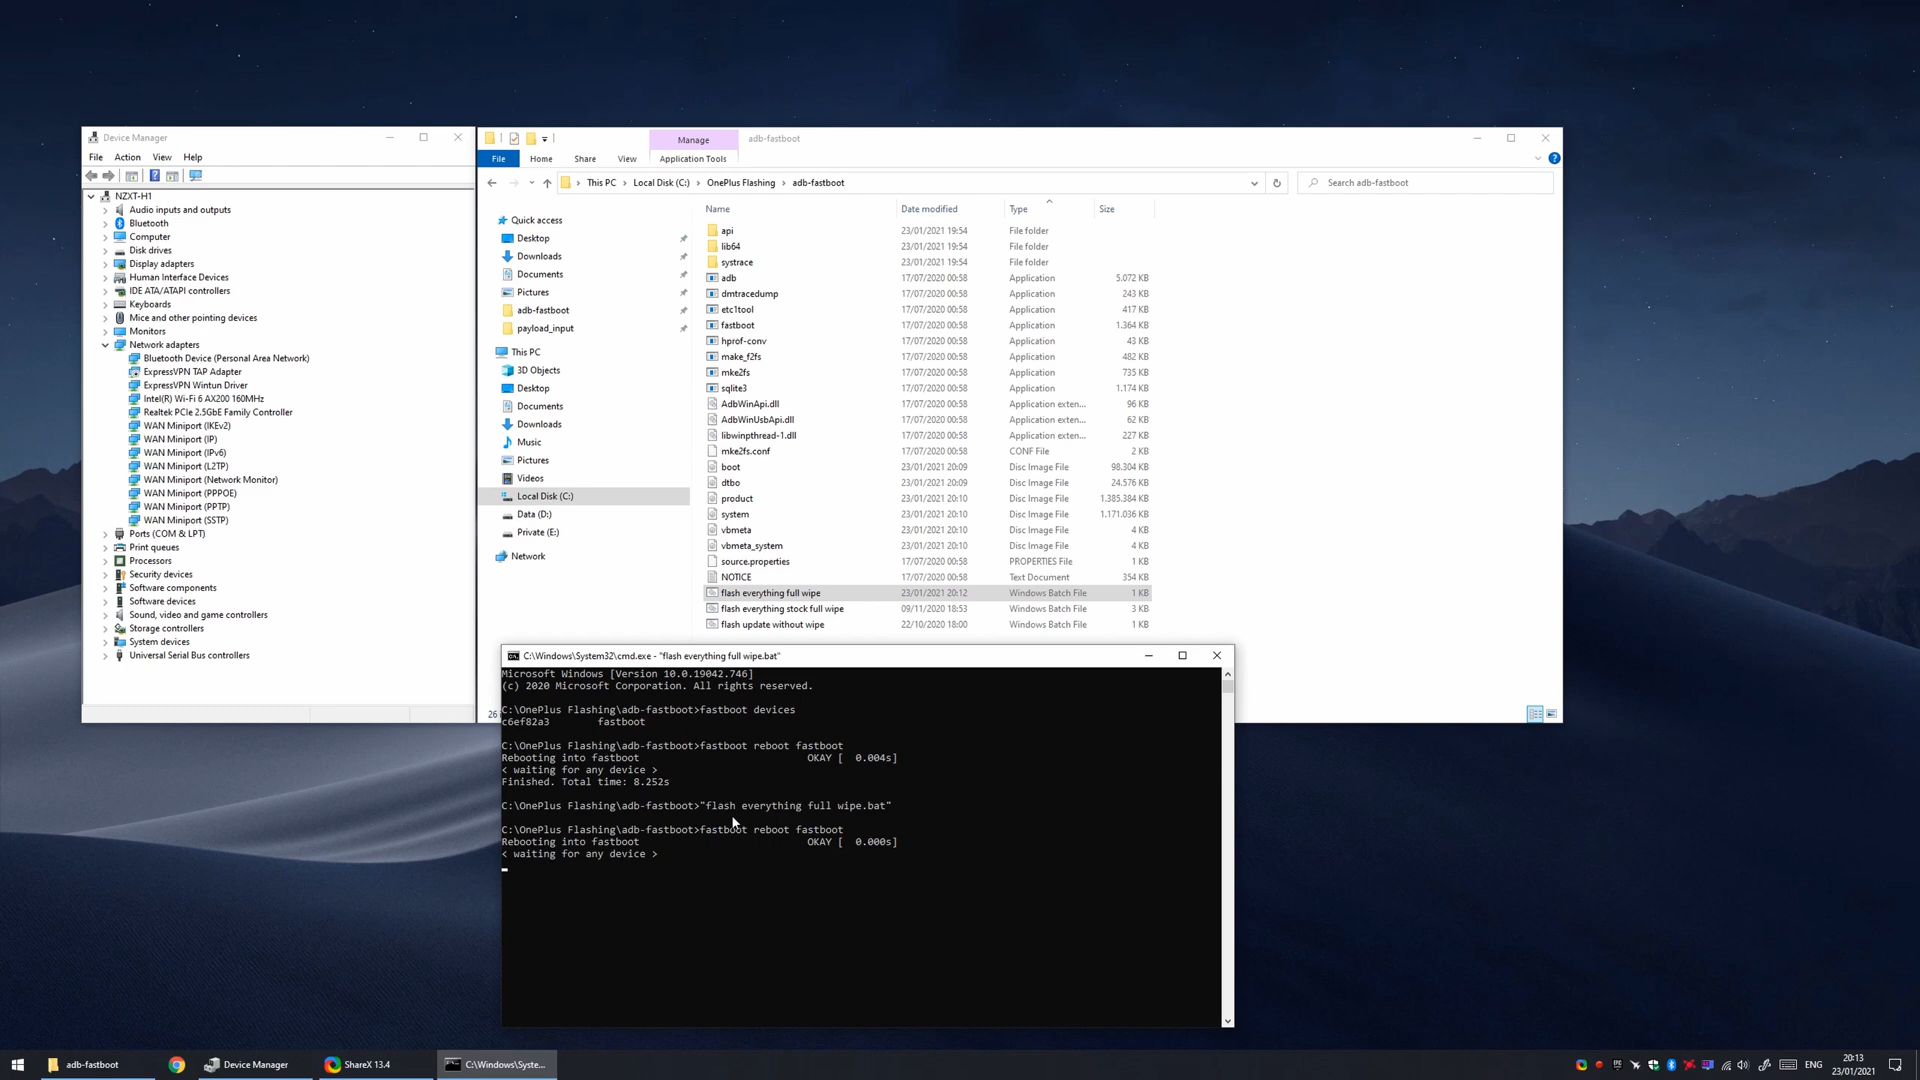 Device Manager
File Action View Help
NZXT-H1
Audio inputs and outputs
Bluetooth
Computer
Disk drives
Display adapters
Human Interface Devices
IDE ATA/ATAPI controllers
Keyboards
Mice and other pointing devices
Monitors
Network adapters
Bluetooth Device (Personal Area Network)
ExpressVPN TAP Adapter
ExpressVPN Wintun Driver
Intel(R) Wi-Fi 6 AX200 160MHz
Realtek PCIe 2.5GbE Family Controller
WAN Miniport (IKEv2)
WAN Miniport (IP)
WAN Miniport (IPv6)
WAN Miniport (L2TP)
WAN Miniport (Network Monitor)
WAN Miniport (PPPOE)
WAN Miniport (PPTP)
WAN Miniport (SSTP)
Ports (COM & LPT)
Print queues
Processors
Security devices
Software components
Software devices
Sound, video and game controllers
Storage controllers
System devices
Universal Serial Bus controllers
Manage adb-fastboot
File Home Share View Application Tools
This PC > Local Disk (C:) > OnePlus Flashing > adb-fastboot
Search adb-fastboot
Quick access
Desktop
Downloads
Documents
Pictures
adb-fastboot
payload_input
This PC
3D Objects
Desktop
Documents
Downloads
Music
Pictures
Videos
Local Disk (C:)
Data (D:)
Private (E:)
Network
Name Date modified Type Size
api 23/01/2021 19:54 File folder
lib64 23/01/2021 19:54 File folder
systrace 23/01/2021 19:54 File folder
adb 17/07/2020 00:58 Application 5.072 KB
dmtracedump 17/07/2020 00:58 Application 243 KB
etc1tool 17/07/2020 00:58 Application 417 KB
fastboot 17/07/2020 00:58 Application 1.364 KB
hprof-conv 17/07/2020 00:58 Application 43 KB
make_f2fs 17/07/2020 00:58 Application 482 KB
mke2fs 17/07/2020 00:58 Application 735 KB
sqlite3 17/07/2020 00:58 Application 1.174 KB
AdbWinApi.dll 17/07/2020 00:58 Application exten... 96 KB
AdbWinUsbApi.dll 17/07/2020 00:58 Application exten... 62 KB
libwinpthread-1.dll 17/07/2020 00:58 Application exten... 227 KB
mke2fs.conf 17/07/2020 00:58 CONF File 2 KB
boot 23/01/2021 20:09 Disc Image File 98.304 KB
dtbo 23/01/2021 20:09 Disc Image File 24.576 KB
product 23/01/2021 20:10 Disc Image File 1.385.384 KB
system 23/01/2021 20:10 Disc Image File 1.171.036 KB
vbmeta 23/01/2021 20:10 Disc Image File 4 KB
vbmeta_system 23/01/2021 20:10 Disc Image File 4 KB
source.properties 17/07/2020 00:58 PROPERTIES File 1 KB
NOTICE 17/07/2020 00:58 Text Document 354 KB
flash everything full wipe 23/01/2021 20:12 Windows Batch File 1 KB
flash everything stock full wipe 09/11/2020 18:53 Windows Batch File 3 KB
flash update without wipe 22/10/2020 18:00 Windows Batch File 1 KB
26
C:\Windows\System32\cmd.exe - "flash everything full wipe.bat"
Microsoft Windows [Version 10.0.19042.746]
(c) 2020 Microsoft Corporation. All rights reserved.
C:\OnePlus Flashing\adb-fastboot>fastboot devices
c6ef82a3 fastboot
C:\OnePlus Flashing\adb-fastboot>fastboot reboot fastboot
Rebooting into fastboot OKAY [ 0.004s]
< waiting for any device >
Finished. Total time: 8.252s
C:\OnePlus Flashing\adb-fastboot>"flash everything full wipe.bat"
C:\OnePlus Flashing\adb-fastboot>fastboot reboot fastboot
Rebooting into fastboot OKAY [ 0.000s]
< waiting for any device >
adb-fastboot Device Manager ShareX 13.4 C:\Windows\Syste... ENG 20:13
23/01/2021